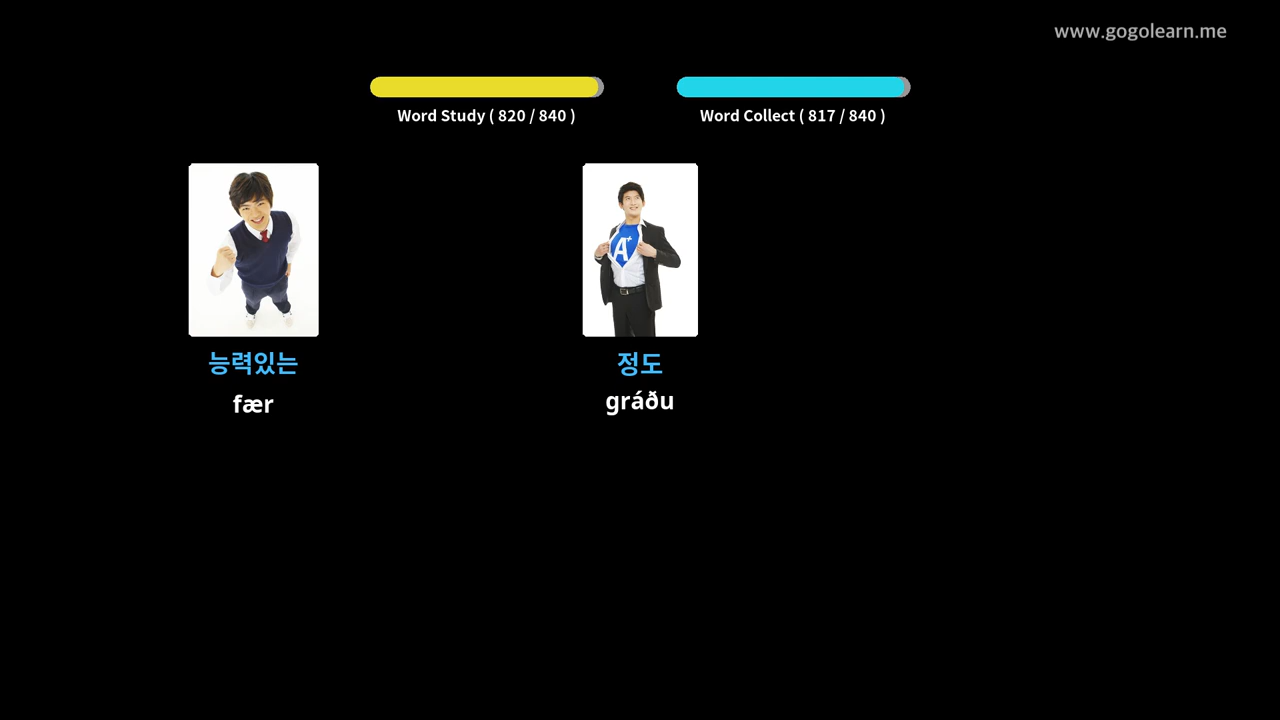 www.gogolearn.me
Word Study ( 820 / 840 )
Word Collect ( 817 / 840 )
A+
능력있는
정도
fær
gráðu